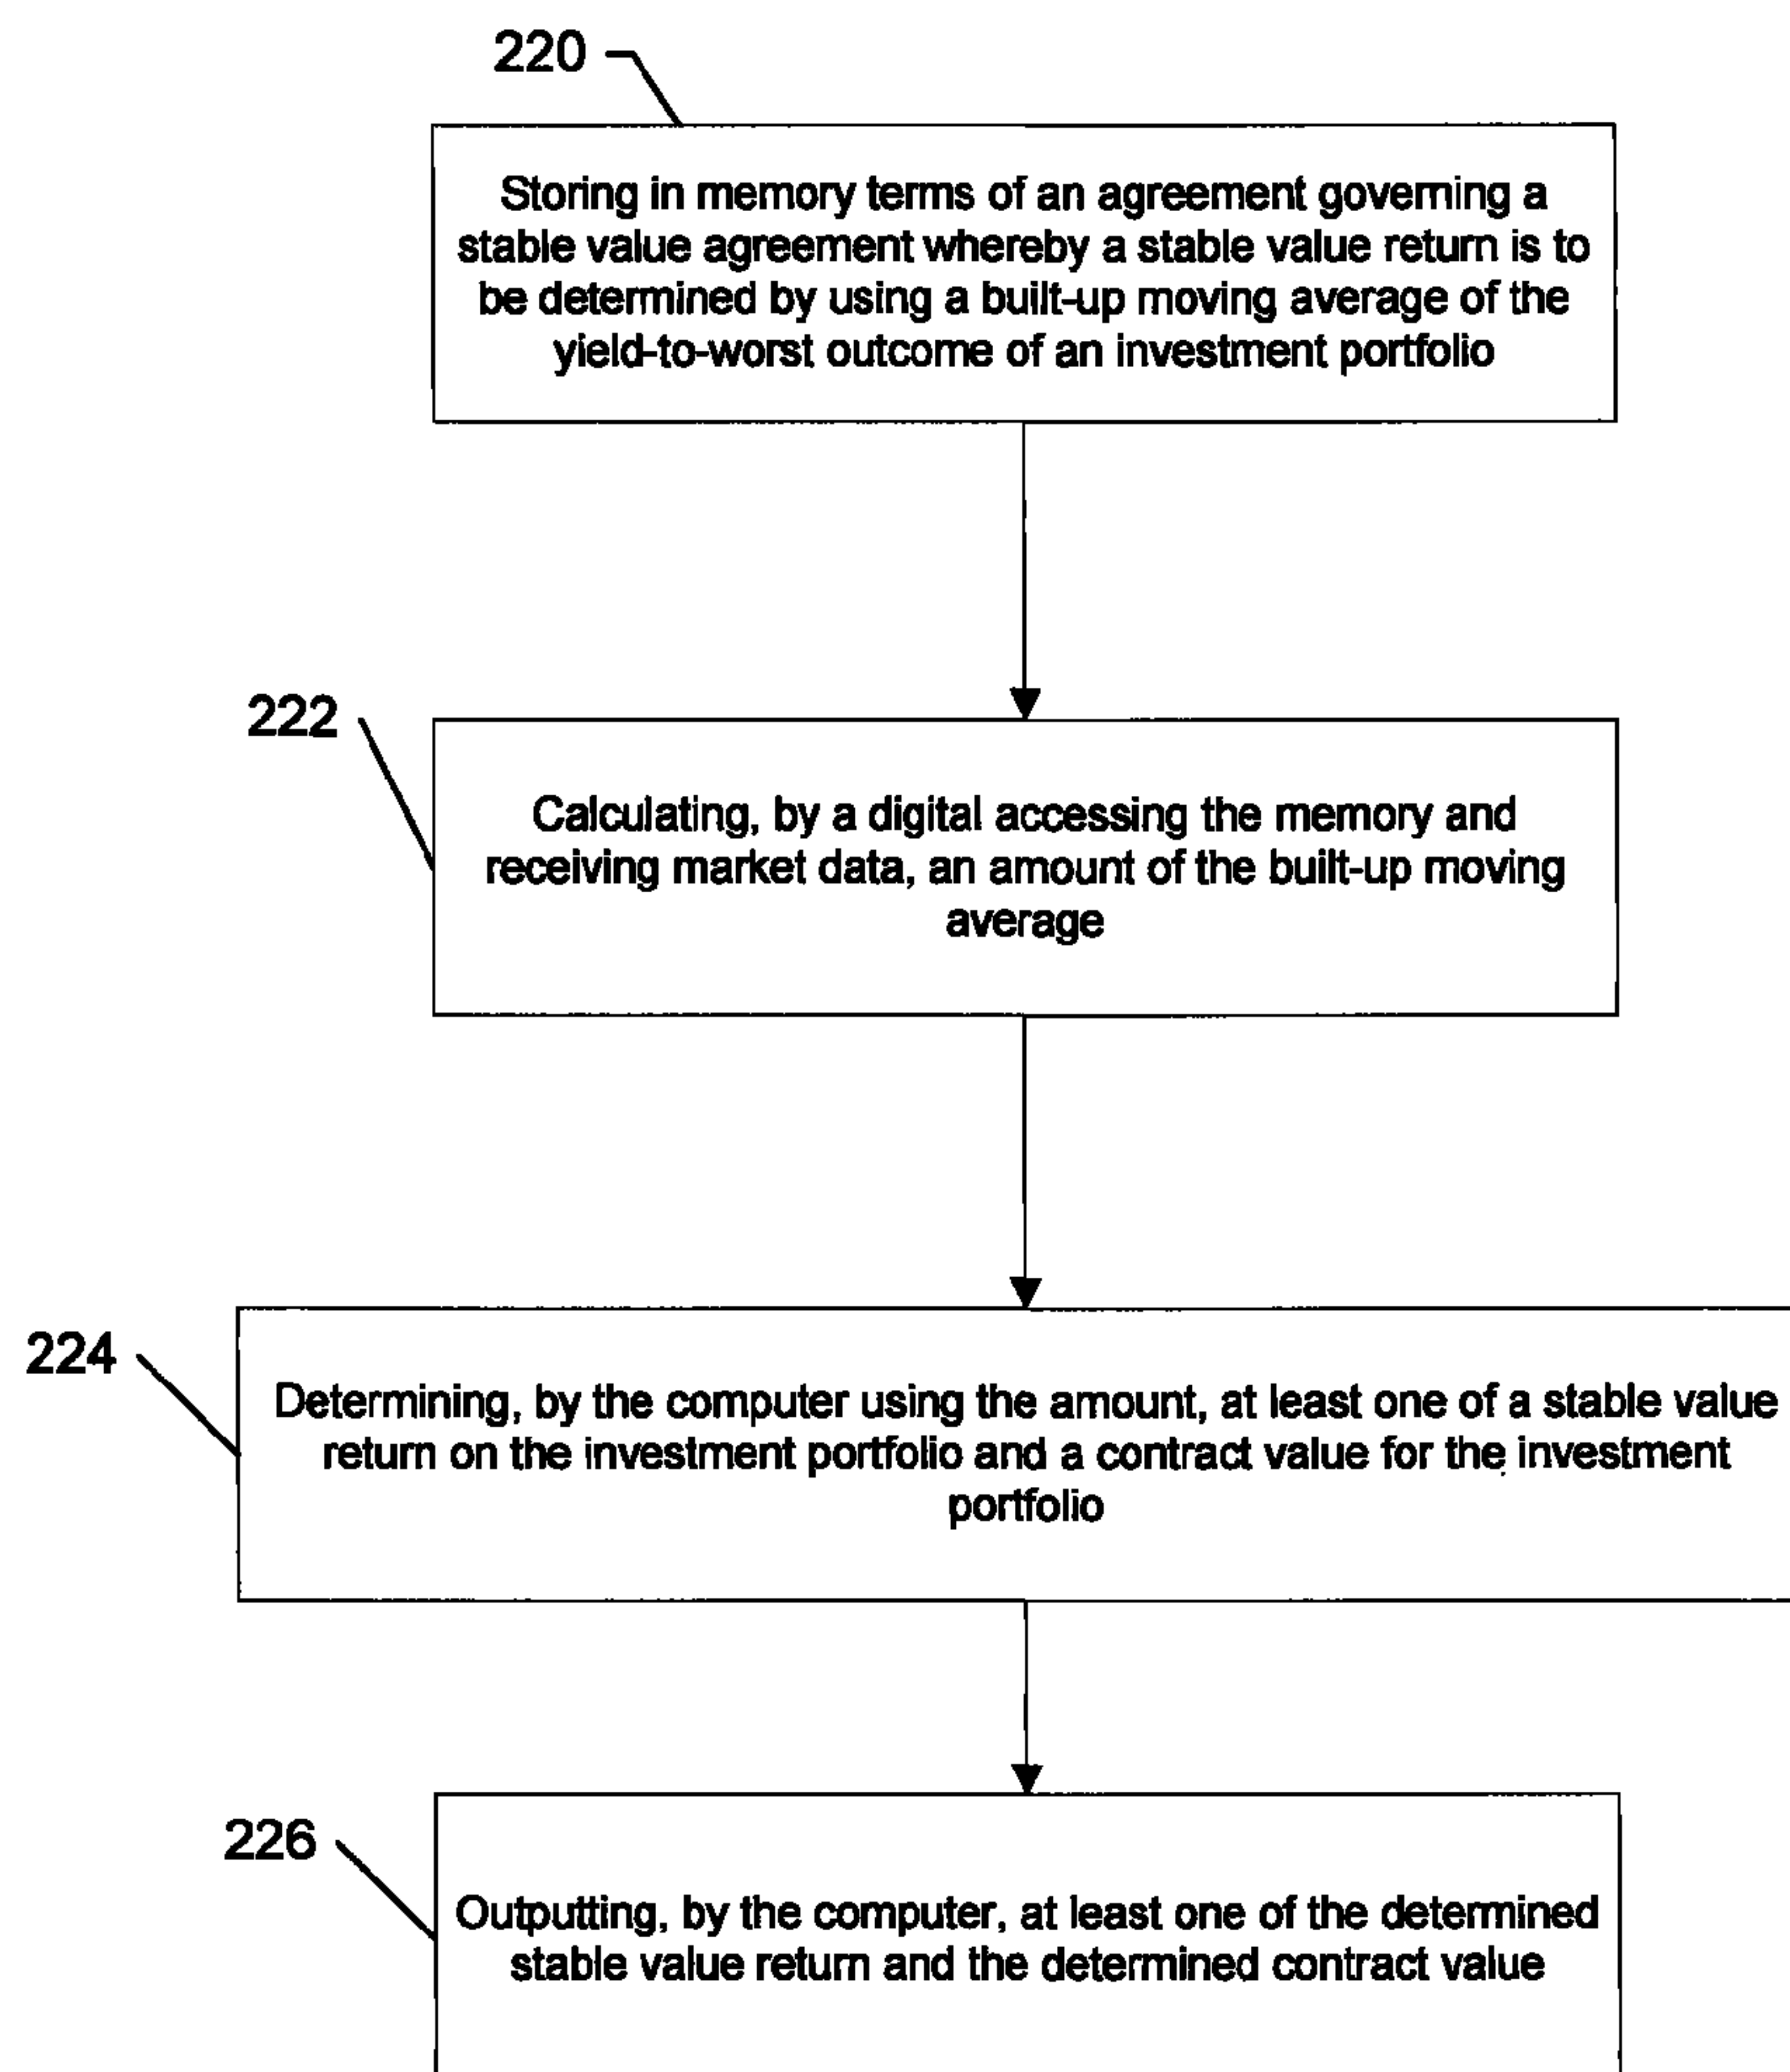 220
Storing in memory terms of an agreement governing a
stable value agreement whereby a stable value return is to
be determined by using a built-up moving average of the
yield-to-worst outcome of an investment portfolio
222
Calculating, by a digital accessing the memory and
receiving market data, an amount of the built-up moving
average
224
Determining, by the computer using the amount, at least one of a stable value
return on the investment portfolio and a contract value for the investment
portfolio
226
Outputting, by the computer, at least one of the determined
stable value return and the determined contract value